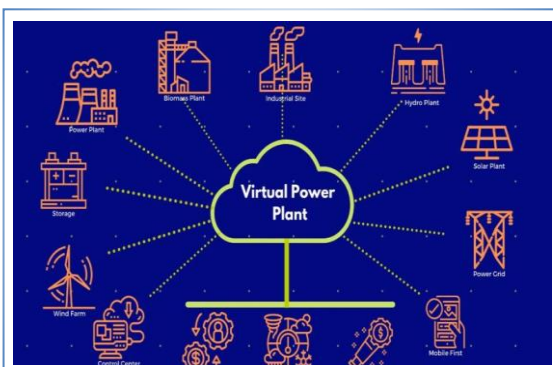 Biomass Plant
Industrial Site
Hydro Plant
Power Plant
Solar Plant
Virtual Power
Plant
Storage
Power Grid
Wind Farm
Control Center
Mobile First